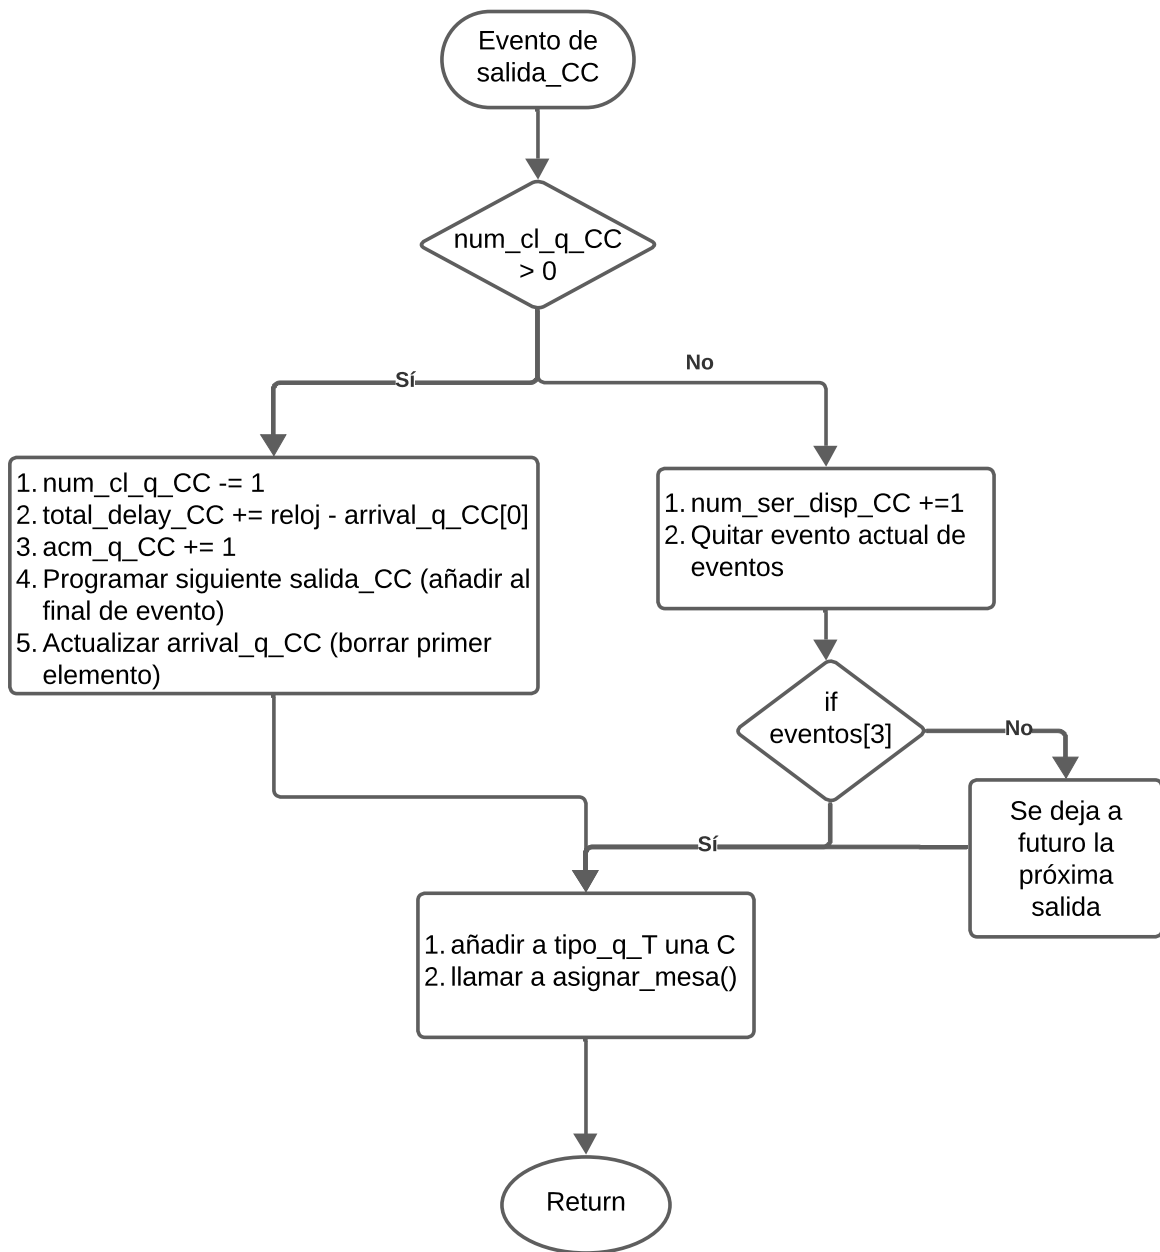 Evento de
salida_CC
num_cl_q_CC
> 0
Sí
No
1. num_cl_q_CC -= 1
2. total_delay_CC += reloj - arrival_q_CC[0]
3. acm_q_CC += 1
4. Programar siguiente salida_CC (añadir al
final de evento)
5. Actualizar arrival_q_CC (borrar primer
elemento)
1. num_ser_disp_CC +=1
2. Quitar evento actual de
eventos
if
eventos[3]
No
Se deja a
futuro la
próxima
salida
Sí
1. añadir a tipo_q_T una C
2. llamar a asignar_mesa()
Return